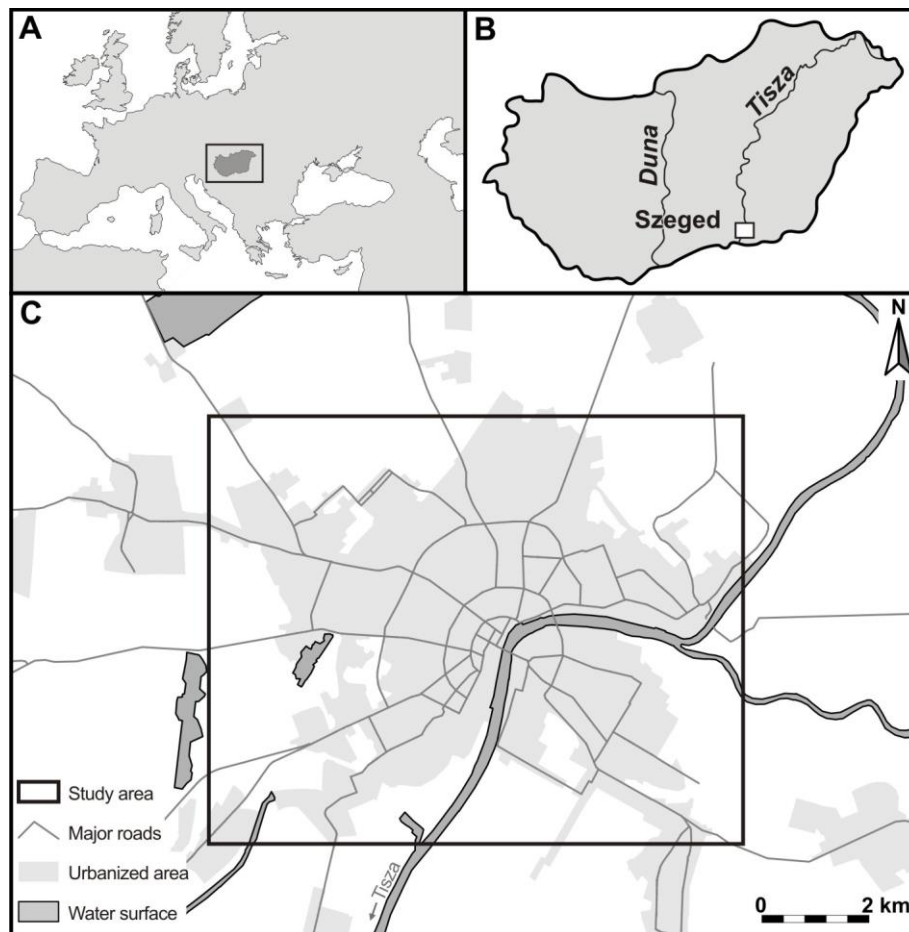 A
B
Duna
Tisza
Szeged
C
N
Study area
Major roads
Urbanized area
Water surface
Tisza
0 2 km